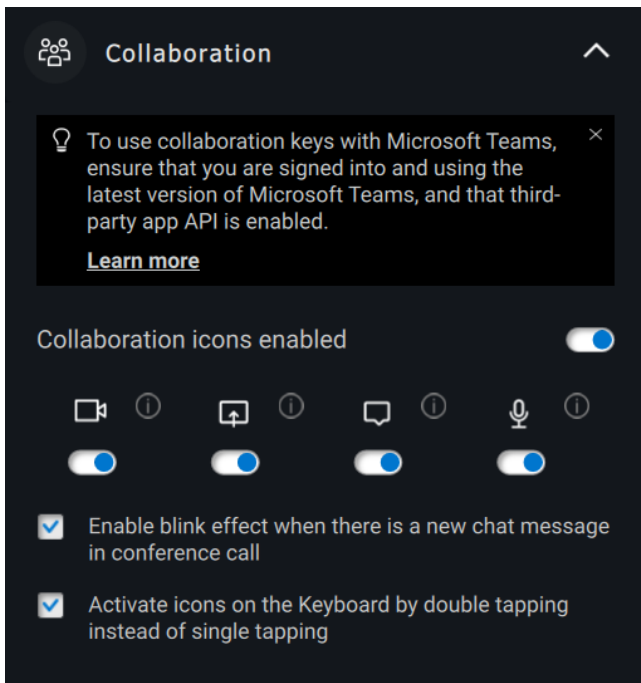 Collaboration
To use collaboration keys with Microsoft Teams,
ensure that you are signed into and using the
latest version of Microsoft Teams, and that third-
party app API is enabled.
Learn more
Collaboration icons enabled
Enable blink effect when there is a new chat message
in conference call
Activate icons on the Keyboard by double tapping
instead of single tapping